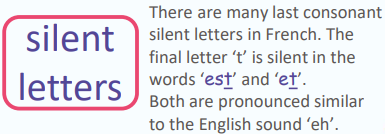 silent
letters
There are many last consonant
silent letters in French. The
final letter ‘t’ is silent in the
words ‘est’ and ‘et’.
Both are pronounced similar
to the English sound ‘eh’.